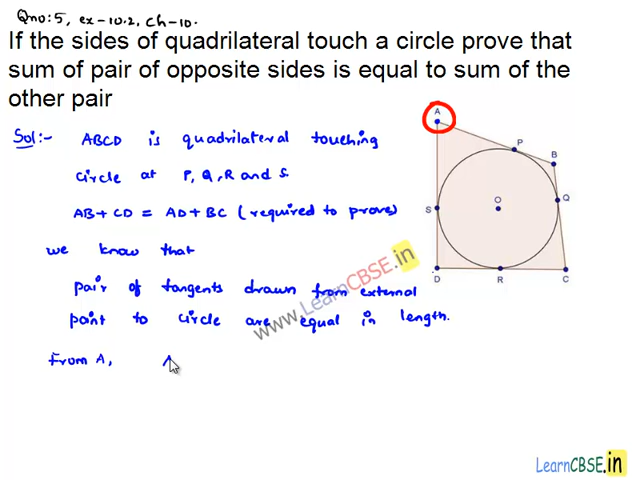 Qno:5, ex-10.2, ch-10.
If the sides of quadrilateral touch a circle prove that
sum of pair of opposite sides is equal to sum of the
other pair
Sol:- ABCD is quadrilateral touching
circle at P, Q, R and S.
AB+CD = AD+BC (required to prove)
we know that
pair of tangents drawn from external
point to circle are equal in length.
From A, A
A
P
B
Q
O
S
D
R
C
www.LearnCBSE.in
LearnCBSE.in